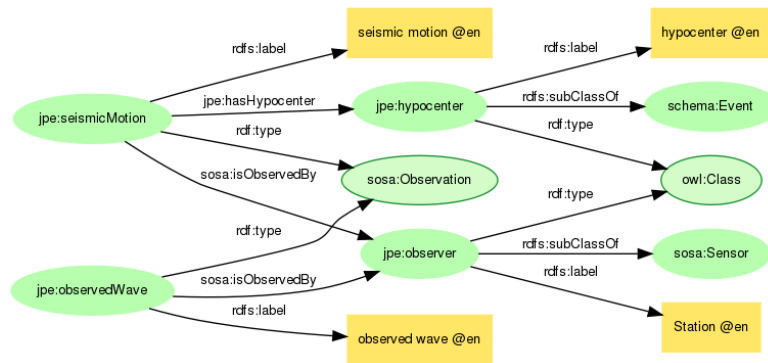 seismic motion @en
hypocenter @en
rdfs:label
rdfs:label
jpe:seismicMotion
jpe:hasHypocenter
jpe:hypocenter
rdfs:subClassOf
schema:Event
rdf:type
rdf:type
sosa:isObservedBy
sosa:Observation
owl:Class
rdf:type
rdf:type
jpe:observer
rdfs:subClassOf
sosa:Sensor
jpe:observedWave
sosa:isObservedBy
rdfs:label
rdfs:label
Station @en
observed wave @en